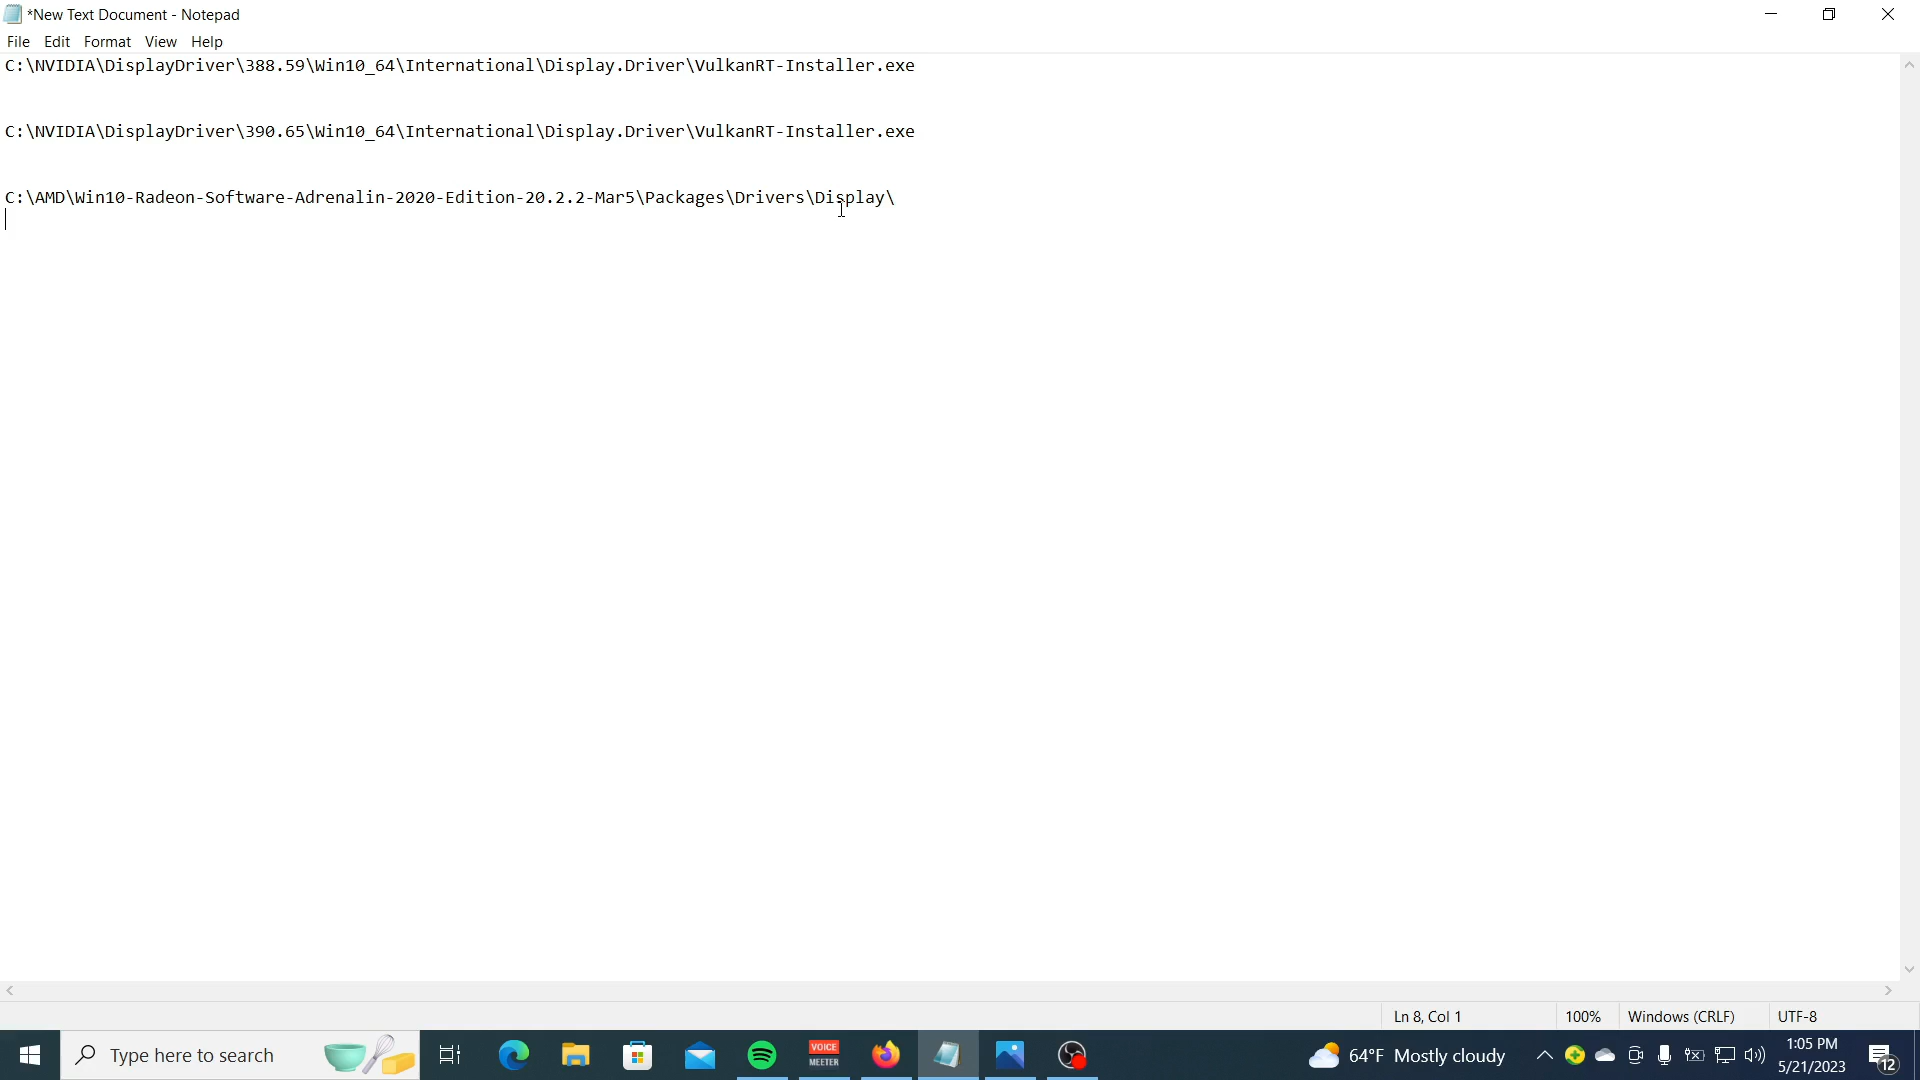 *New Text Document - Notepad
File Edit Format View Help
C:\NVIDIA\DisplayDriver\388.59\Win10_64\International\Display.Driver\VulkanRT-Installer.exe
C:\NVIDIA\DisplayDriver\390.65\Win10_64\International\Display.Driver\VulkanRT-Installer.exe
C:\AMD\Win10-Radeon-Software-Adrenalin-2020-Edition-20.2.2-Mar5\Packages\Drivers\Display\
Ln 8, Col 1 100% Windows (CRLF) UTF-8
Type here to search
VOICE
MEETER
64°F Mostly cloudy
1:05 PM
5/21/2023
12